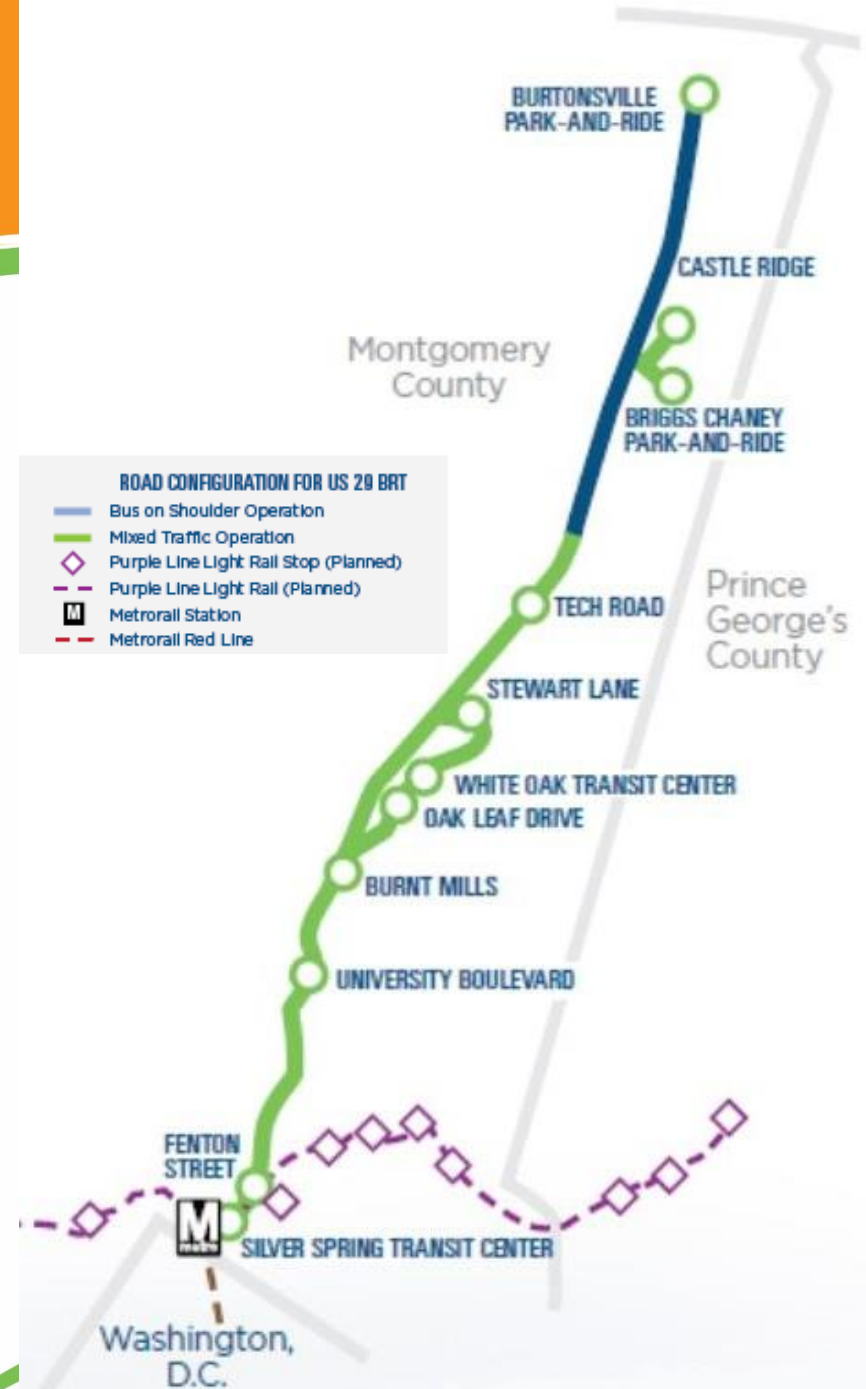 BURTONSVILLE
PARK-AND-RIDE
CASTLE RIDGE
Montgomery
County
BRIGGS CHANEY
PARK-AND-RIDE
ROAD CONFIGURATION FOR US 29 BRT
Bus on Shoulder Operation
Mixed Traffic Operation
Purple Line Light Rail Stop (Planned)
Purple Line Light Rail (Planned)
M Metrorail Station
Metrorail Red Line
TECH ROAD
Prince
George's
County
STEWART LANE
WHITE OAK TRANSIT CENTER
OAK LEAF DRIVE
BURNT MILLS
UNIVERSITY BOULEVARD
FENTON
STREET
M
metro
SILVER SPRING TRANSIT CENTER
Washington,
D.C.